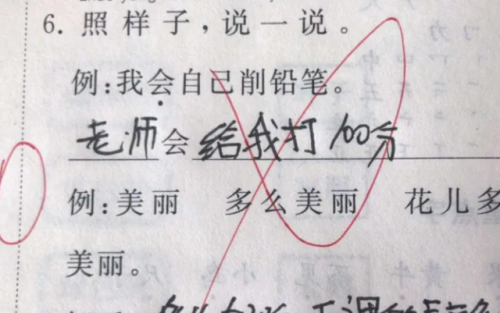 6. 照样子，说一说。
例：我会自己削铅笔。
老师会给我打100分
例：美丽 多么美丽 花儿多
美丽。